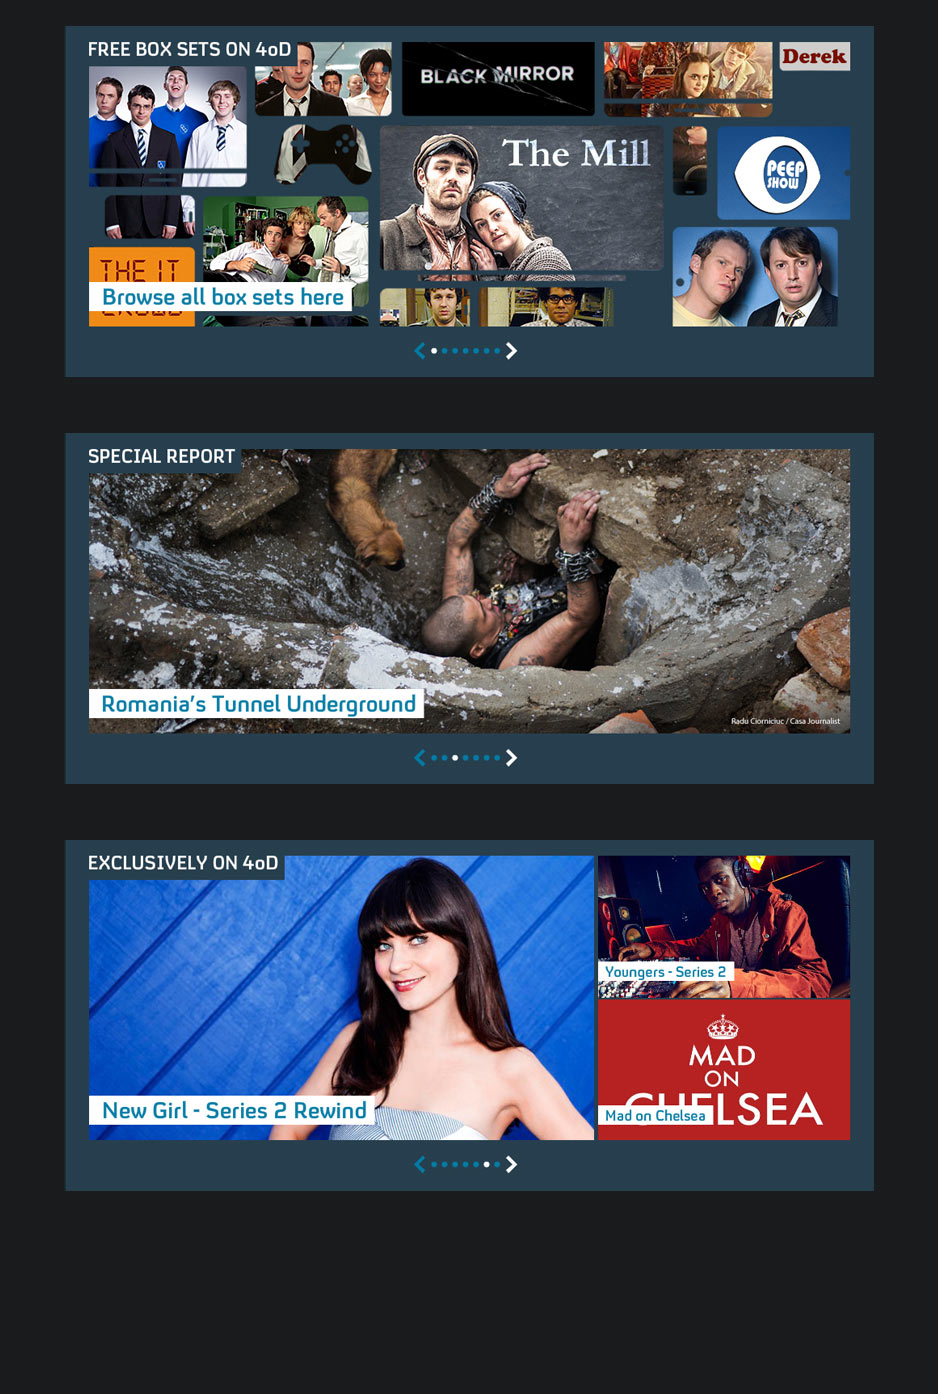 FREE BOX SETS ON 4oD
BLACK MIRROR
Derek
The Mill
PEEP
SHOW
THE IT
CROWD
Browse all box sets here
SPECIAL REPORT
Romania's Tunnel Underground
Radu Ciorniciuc / Casa Journalist
EXCLUSIVELY ON 4oD
Youngers - Series 2
MAD
ON
CHELSEA
New Girl - Series 2 Rewind
Mad on Chelsea